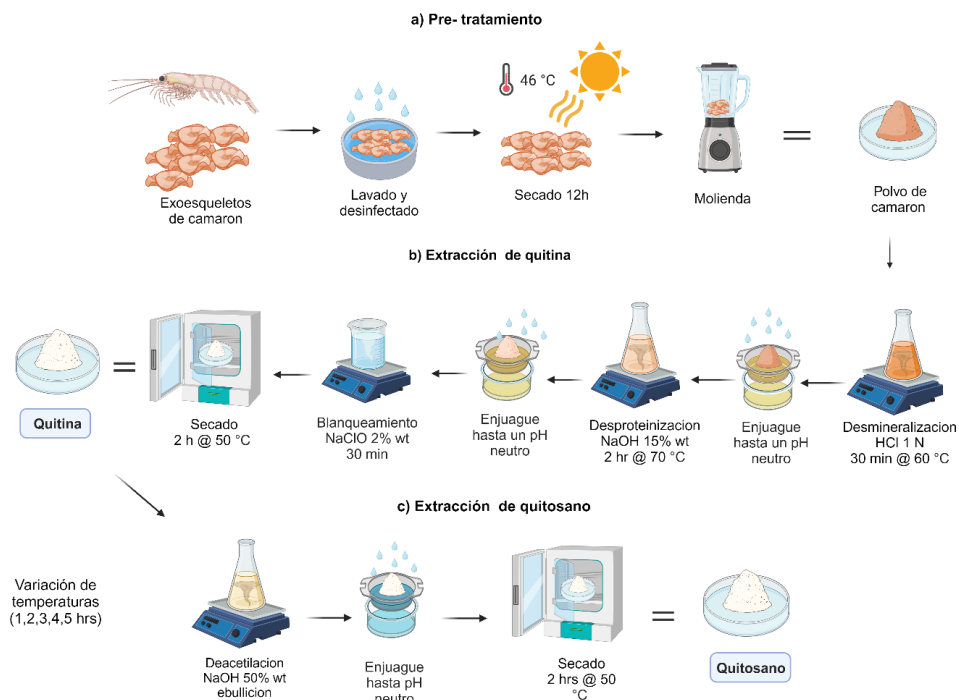 a) Pre- tratamiento
46 °C
Exoesqueletos
de camaron
Lavado y
desinfectado
Secado 12h
Molienda
Polvo de
camaron
b) Extracción de quitina
Desmineralizacion
HCl 1 N
30 min @ 60 °C
Enjuague
hasta un pH
neutro
Desproteinizacion
NaOH 15% wt
2 hr @ 70 °C
Enjuague
hasta un pH
neutro
Blanqueamiento
NaClO 2% wt
30 min
Secado
2 h @ 50 °C
Quitina
c) Extracción de quitosano
Variación de
temperaturas
(1,2,3,4,5 hrs)
Deacetilacion
NaOH 50% wt
ebullicion
Enjuague
hasta pH
neutro
Secado
2 hrs @ 50
°C
Quitosano